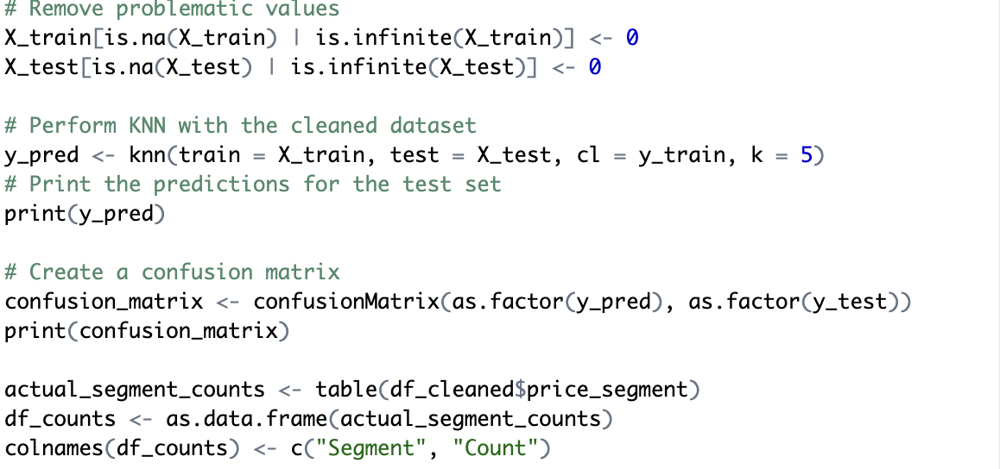 # Remove problematic values
X_train[is.na(X_train) | is.infinite(X_train)] <- 0
X_test[is.na(X_test) | is.infinite(X_test)] <- 0
# Perform KNN with the cleaned dataset
y_pred <- knn(train = X_train, test = X_test, cl = y_train, k = 5)
# Print the predictions for the test set
print(y_pred)
# Create a confusion matrix
confusion_matrix <- confusionMatrix(as.factor(y_pred), as.factor(y_test))
print(confusion_matrix)
actual_segment_counts <- table(df_cleaned$price_segment)
df_counts <- as.data.frame(actual_segment_counts)
colnames(df_counts) <- c("Segment", "Count")